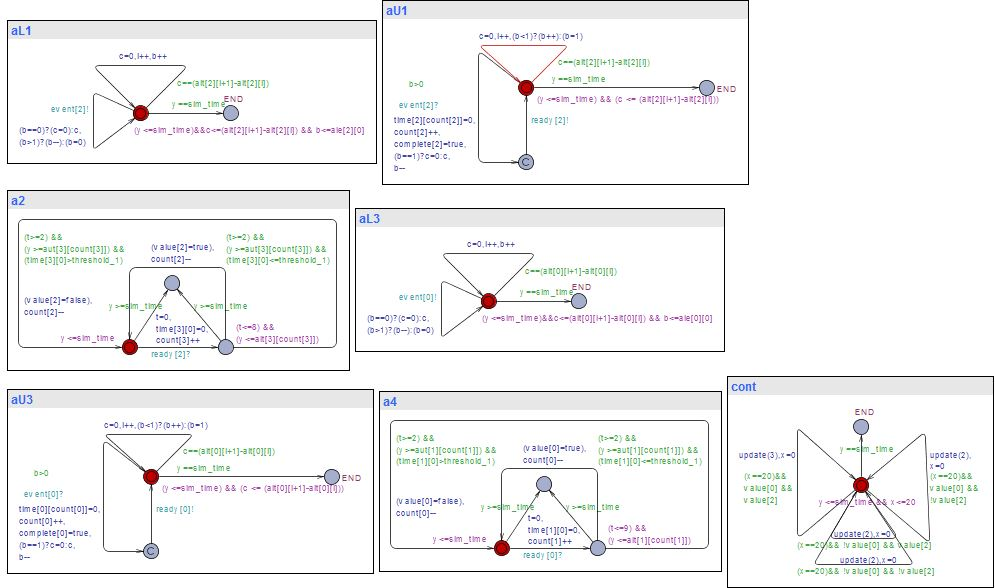 aL1
c=0,I++,b++
c==(alt[2][I+1]-alt[2][I])
y ==sim_time
END
event[2]!
(b==0)?(c=0):c,
(b>1)?(b--):(b=0)
(y <=sim_time)&&c<=(alt[2][I+1]-alt[2][I]) && b<=ale[2][0]
aU1
c=0,I++,(b<1)?(b++):(b=1)
c==(alt[2][I+1]-alt[2][I])
y ==sim_time
END
(y <=sim_time) && (c <= (alt[2][I+1]-alt[2][I]))
b>0
event[2]?
time[2][count[2]]=0,
count[2]++,
complete[2]=true,
(b==1)?c=0:c,
b--
ready[2]!
C
a2
(t>=2) &&
(y >=aut[3][count[3]]) &&
(time[3][0]>threshold_1)
(value[2]=true),
count[2]--
(t>=2) &&
(y >=aut[3][count[3]]) &&
(time[3][0]<=threshold_1)
(value[2]=false),
count[2]--
y >=sim_time
y >=sim_time
t=0,
time[3][0]=0,
count[3]++
(t<=8) &&
(y <=alt[3][count[3]])
y <=sim_time
ready[2]?
aL3
c=0,I++,b++
c==(alt[0][I+1]-alt[0][I])
y ==sim_time
END
event[0]!
(b==0)?(c=0):c,
(b>1)?(b--):(b=0)
(y <=sim_time)&&c<=(alt[0][I+1]-alt[0][I]) && b<=ale[0][0]
aU3
c=0,I++,(b<1)?(b++):(b=1)
c==(alt[0][I+1]-alt[0][I])
y ==sim_time
END
(y <=sim_time) && (c <= (alt[0][I+1]-alt[0][I]))
b>0
event[0]?
time[0][count[0]]=0,
count[0]++,
complete[0]=true,
(b==1)?c=0:c,
b--
ready[0]!
C
a4
(t>=2) &&
(y >=aut[1][count[1]]) &&
(time[1][0]>threshold_1)
(value[0]=true),
count[0]--
(t>=2) &&
(y >=aut[1][count[1]]) &&
(time[1][0]<=threshold_1)
(value[0]=false),
count[0]--
y >=sim_time
y >=sim_time
t=0,
time[1][0]=0,
count[1]++
(t<=9) &&
(y <=alt[1][count[1]])
y <=sim_time
ready[0]?
cont
END
y ==sim_time
update(3),x=0
(x==20)&&
value[0] &&
value[2]
update(2),
x=0
(x==20)&&
value[0] &&
!value[2]
y <=sim_time && x <=20
update(2),x=0
(x==20)&& !value[0] && value[2]
update(2),x=0
(x==20)&& !value[0] && !value[2]